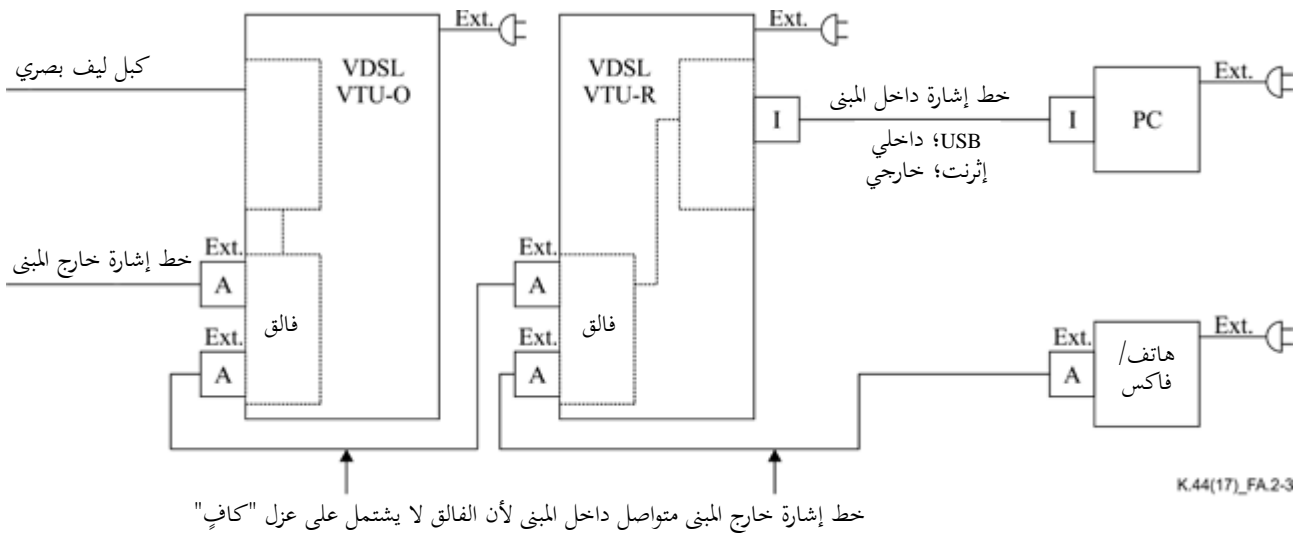 Ext.
Ext.
كبل ليف بصري
VDSL
VTU-O
VDSL
VTU-R
Ext.
I
خط إشارة داخل المبنى
USB؛ داخلي
إثرنت؛ خارجي
I
PC
خط إشارة خارج المبنى
Ext.
A
فالق
Ext.
A
Ext.
A
فالق
Ext.
A
Ext.
Ext.
A
هاتف/
فاكس
K.44(17)_FA.2-3
خط إشارة خارج المبنى متواصل داخل المبنى لأن الفالق لا يشتمل على عزل "كافٍ"